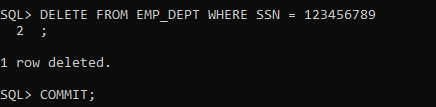 SQL> DELETE FROM EMP_DEPT WHERE SSN = 123456789
  2  ;
1 row deleted.
SQL> COMMIT;